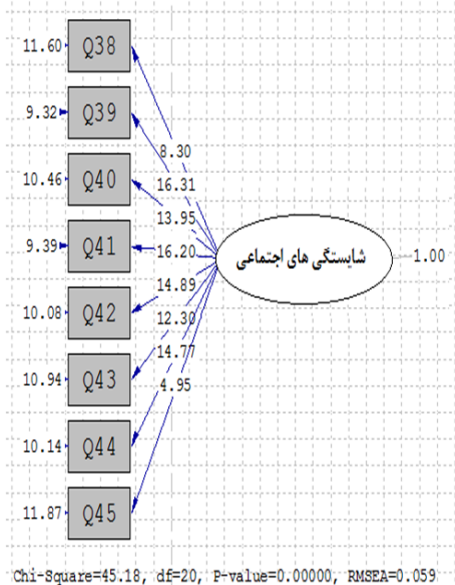 11.60 Q38
8.30
9.32 Q39
16.31
10.46 Q40
13.95
9.39 Q41
16.20
شایستگی های اجتماعی
1.00
14.89
10.08 Q42
12.30
14.77
10.94 Q43
4.95
10.14 Q44
11.87 Q45
Chi-Square=45.18, df=20, P-value=0.00000, RMSEA=0.059